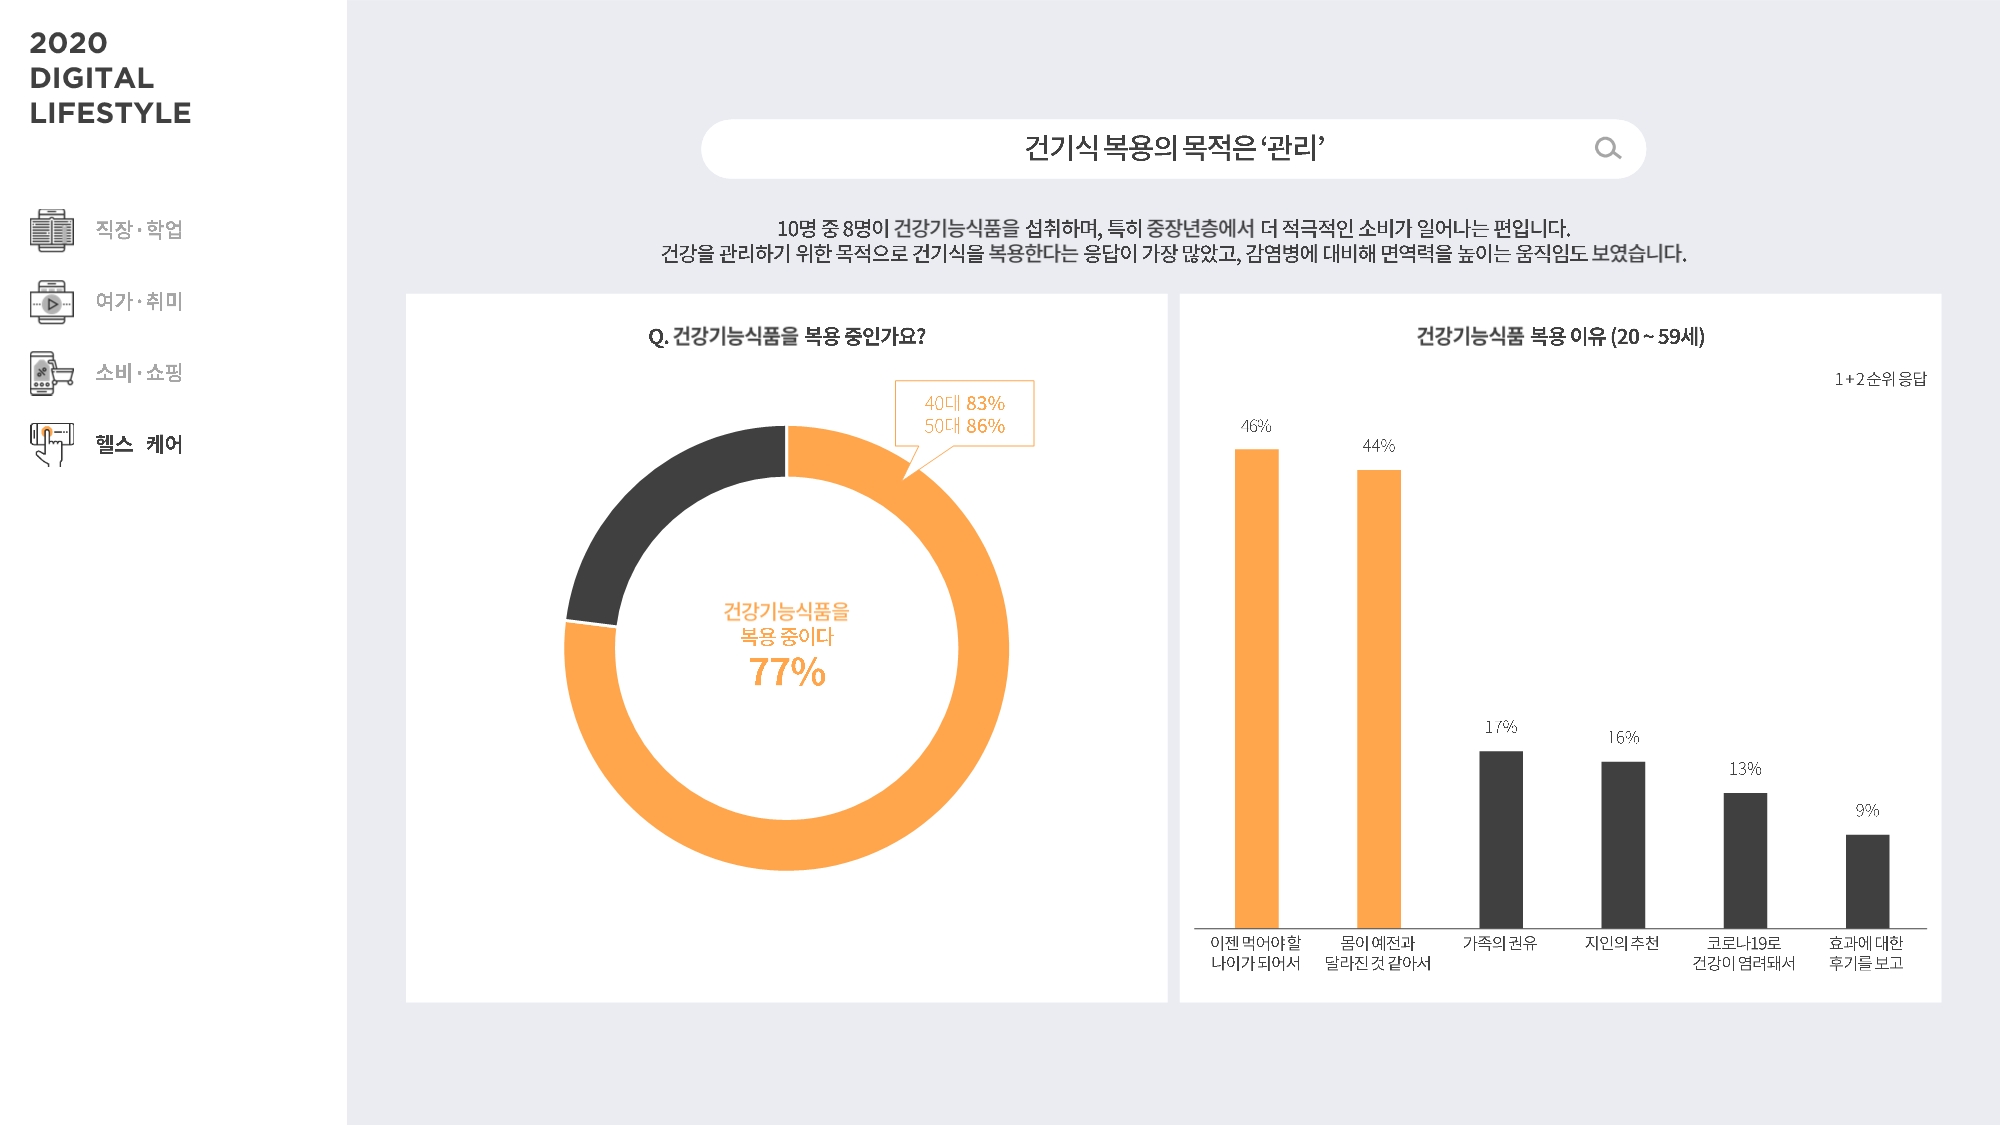 2020
DIGITAL
LIFESTYLE
직장·학업
여가·취미
소비·쇼핑
헬스 케어
건기식 복용의 목적은 ‘관리’
10명 중 8명이 건강기능식품을 섭취하며, 특히 중장년층에서 더 적극적인 소비가 일어나는 편입니다.
건강을 관리하기 위한 목적으로 건기식을 복용한다는 응답이 가장 많았고, 감염병에 대비해 면역력을 높이는 움직임도 보였습니다.
Q. 건강기능식품을 복용 중인가요?
40대 83%
50대 86%
건강기능식품을
복용 중이다
77%
건강기능식품 복용 이유 (20 ~ 59세)
1+2순위 응답
46%
44%
17%
16%
13%
9%
이젠 먹어야 할
나이가 되어서
몸이 예전과
달라진 것 같아서
가족의 권유
지인의 추천
코로나19로
건강이 염려돼서
효과에 대한
후기를 보고